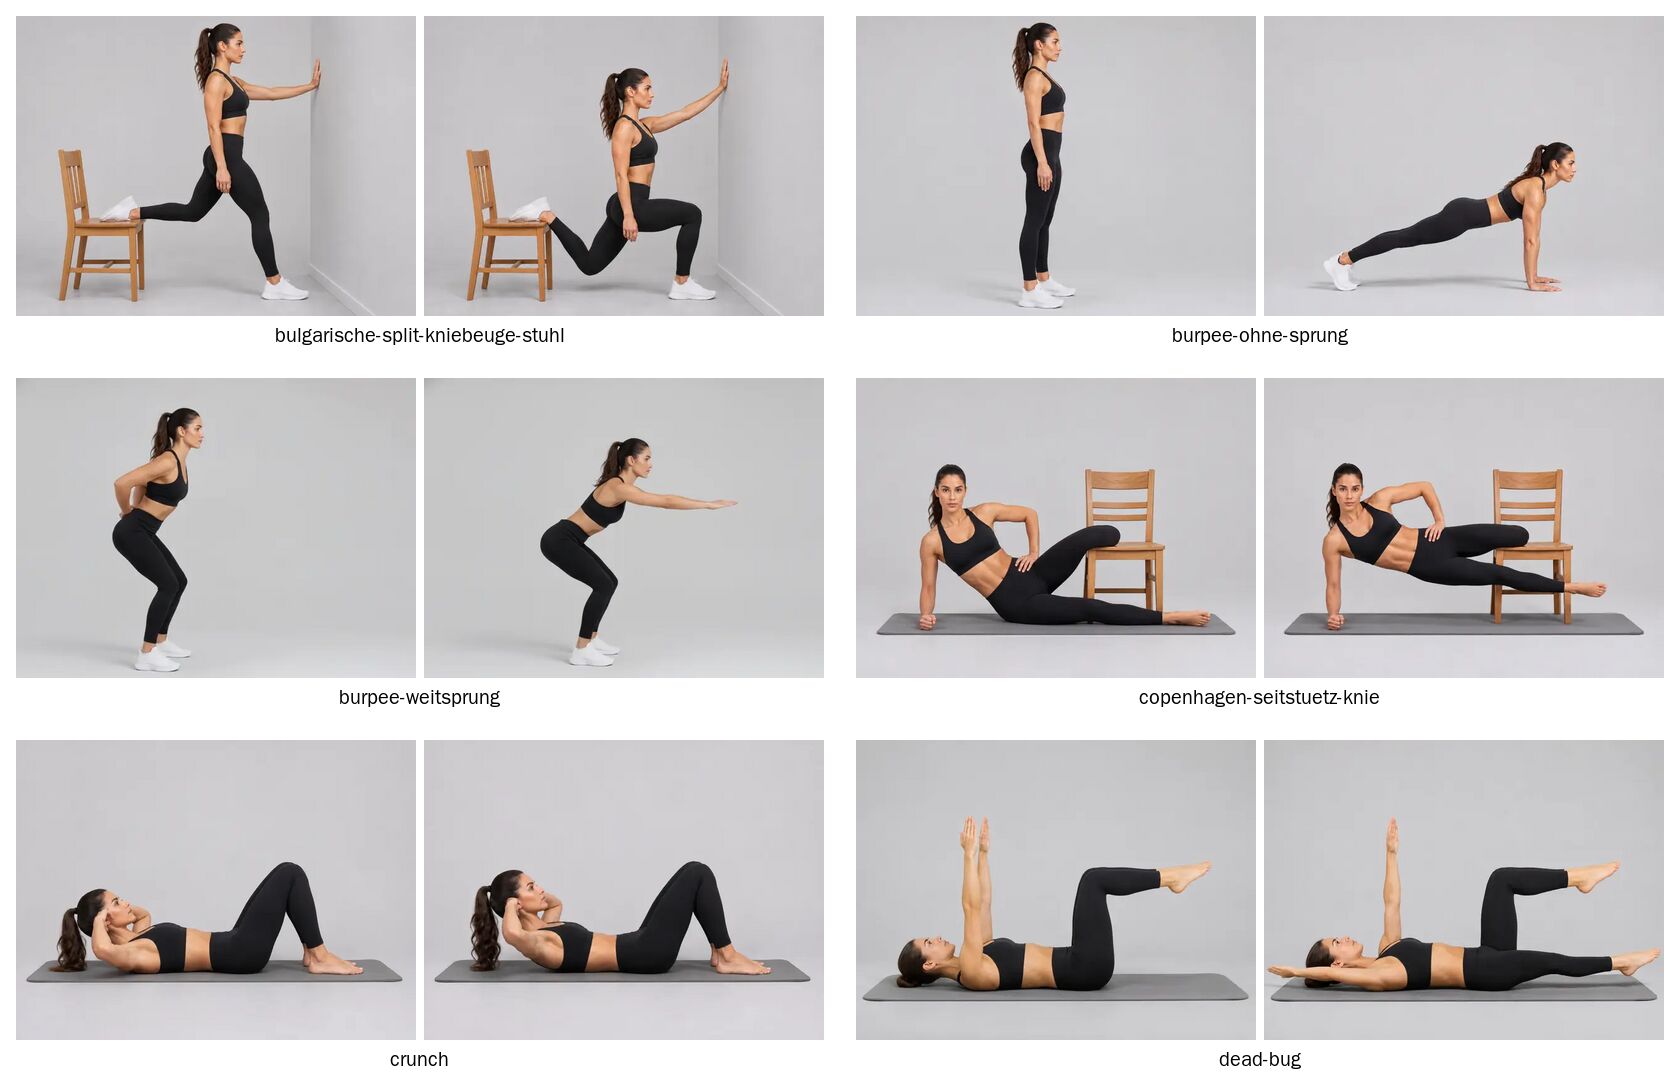 bulgarische-split-kniebeuge-stuhl
burpee-ohne-sprung
burpee-weitsprung
copenhagen-seitstuetz-knie
crunch
dead-bug